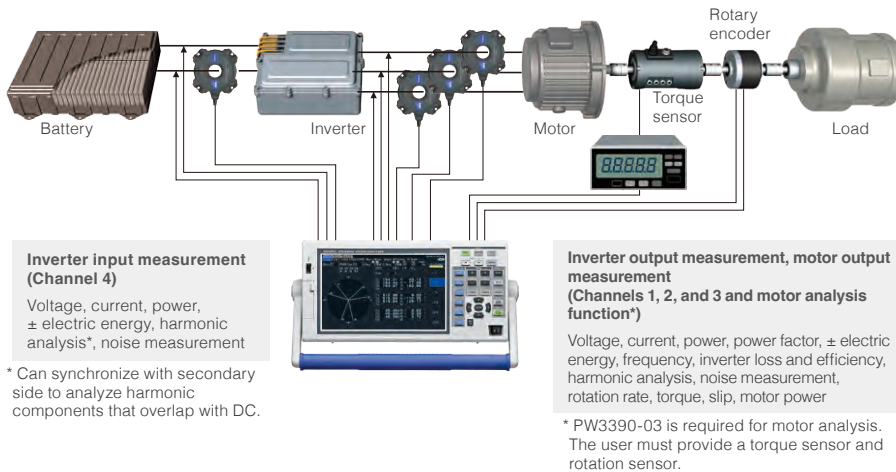 Rotary
encoder
Battery
Inverter
Motor
Torque
sensor
Load
Inverter input measurement
(Channel 4)
Voltage, current, power,
± electric energy, harmonic
analysis*, noise measurement
* Can synchronize with secondary
side to analyze harmonic
components that overlap with DC.
Inverter output measurement, motor output
measurement
(Channels 1, 2, and 3 and motor analysis
function*)
Voltage, current, power, power factor, ± electric
energy, frequency, inverter loss and efficiency,
harmonic analysis, noise measurement,
rotation rate, torque, slip, motor power
* PW3390-03 is required for motor analysis.
The user must provide a torque sensor and
rotation sensor.